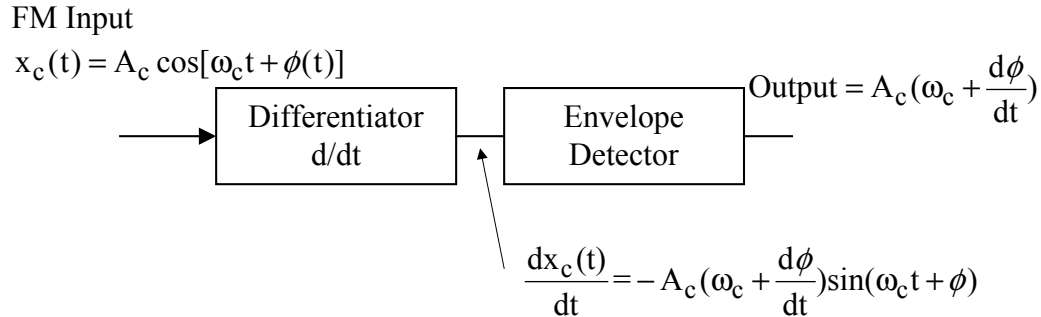 FM Input
x_c(t) = A_c cos[ω_c t + ϕ(t)]
Differentiator
d/dt
Envelope
Detector
Output = A_c(ω_c + dϕ/dt)
dx_c(t)/dt = − A_c(ω_c + dϕ/dt)sin(ω_c t + ϕ)